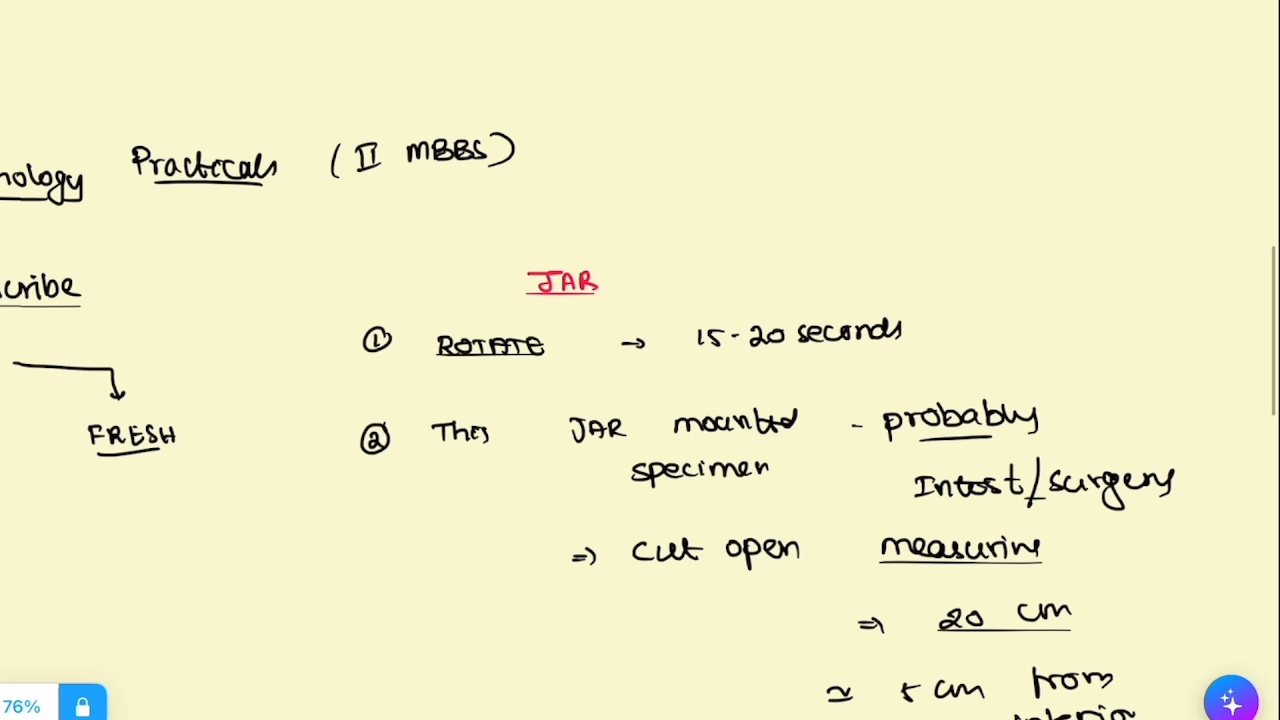 nology Practicals (II MBBS)
cribe
JAR
① ROTATE → 15-20 seconds
FRESH
② This JAR mounted - probably
specimen
/surgery
⇒ cut open measuring
⇒ 20 cm
≃ 5 cm from
76%